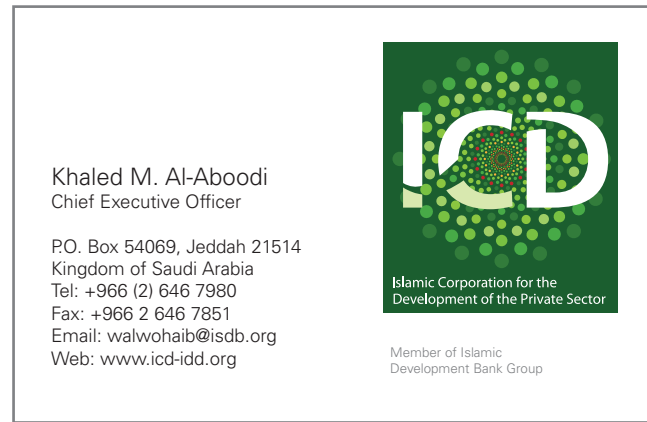 Khaled M. Al-Aboodi
Chief Executive Officer
P.O. Box 54069, Jeddah 21514
Kingdom of Saudi Arabia
Tel: +966 (2) 646 7980
Fax: +966 2 646 7851
Email: walwohaib@isdb.org
Web: www.icd-idd.org
ICD
Islamic Corporation for the
Development of the Private Sector
Member of Islamic
Development Bank Group